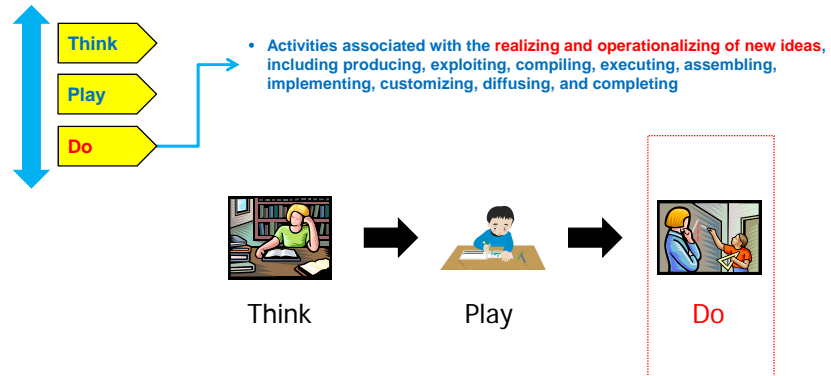 Think
Play
Do
• Activities associated with the realizing and operationalizing of new ideas,
including producing, exploiting, compiling, executing, assembling,
implementing, customizing, diffusing, and completing
Think
Play
Do